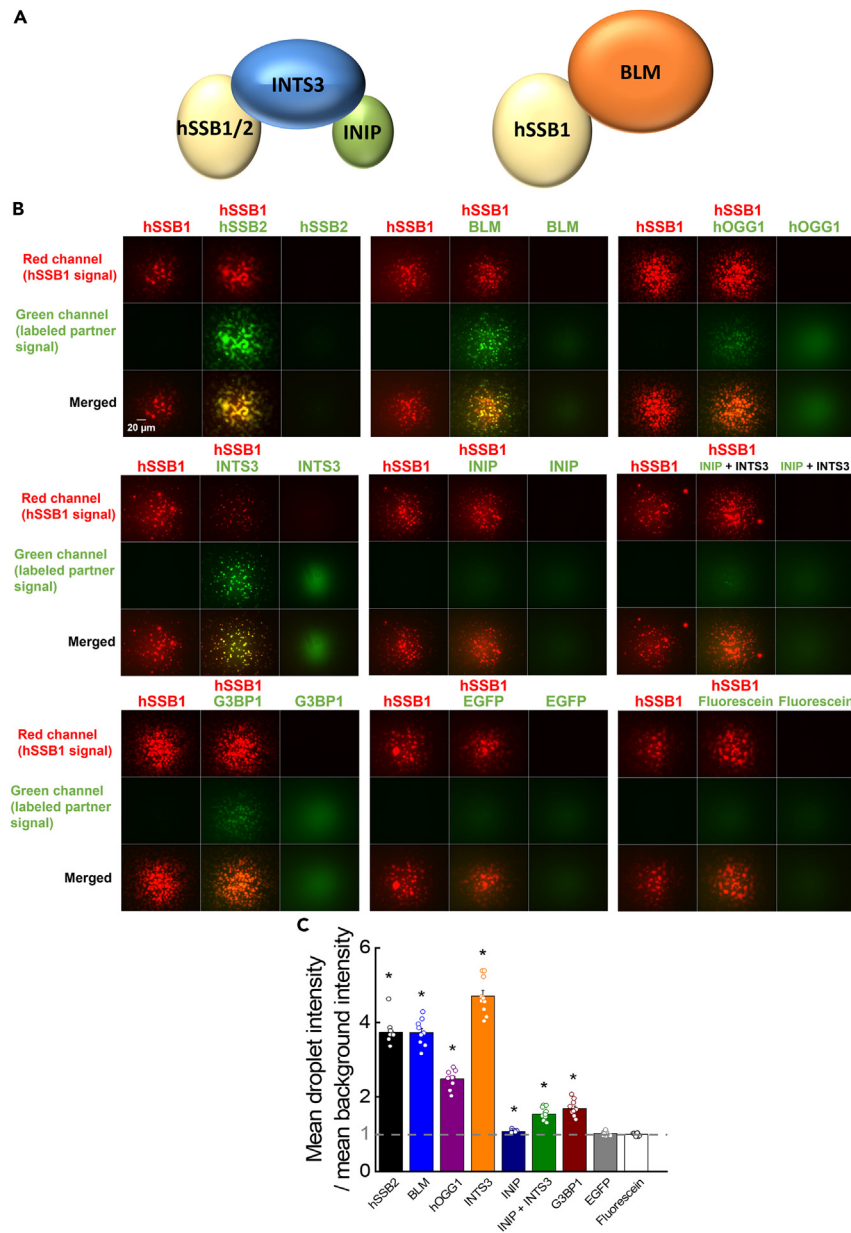 A
INTS3
hSSB1/2
INIP
BLM
hSSB1
B
hSSB1
hSSB1 hSSB2 hSSB2
Red channel
(hSSB1 signal)
Green channel
(labeled partner
signal)
Merged
20 µm
hSSB1
hSSB1 BLM BLM
hSSB1
hSSB1 hOGG1 hOGG1
hSSB1
hSSB1 INTS3 INTS3
Red channel
(hSSB1 signal)
Green channel
(labeled partner
signal)
Merged
hSSB1
hSSB1 INIP INIP
hSSB1
hSSB1 INIP + INTS3 INIP + INTS3
hSSB1
hSSB1 G3BP1 G3BP1
Red channel
(hSSB1 signal)
Green channel
(labeled partner
signal)
Merged
hSSB1
hSSB1 EGFP EGFP
hSSB1
hSSB1 Fluorescein Fluorescein
C
Mean droplet intensity
/ mean background intensity
6
4
2
1
0
* * * * * * *
hSSB2
BLM
hOGG1
INTS3
INIP
INIP + INTS3
G3BP1
EGFP
Fluorescein